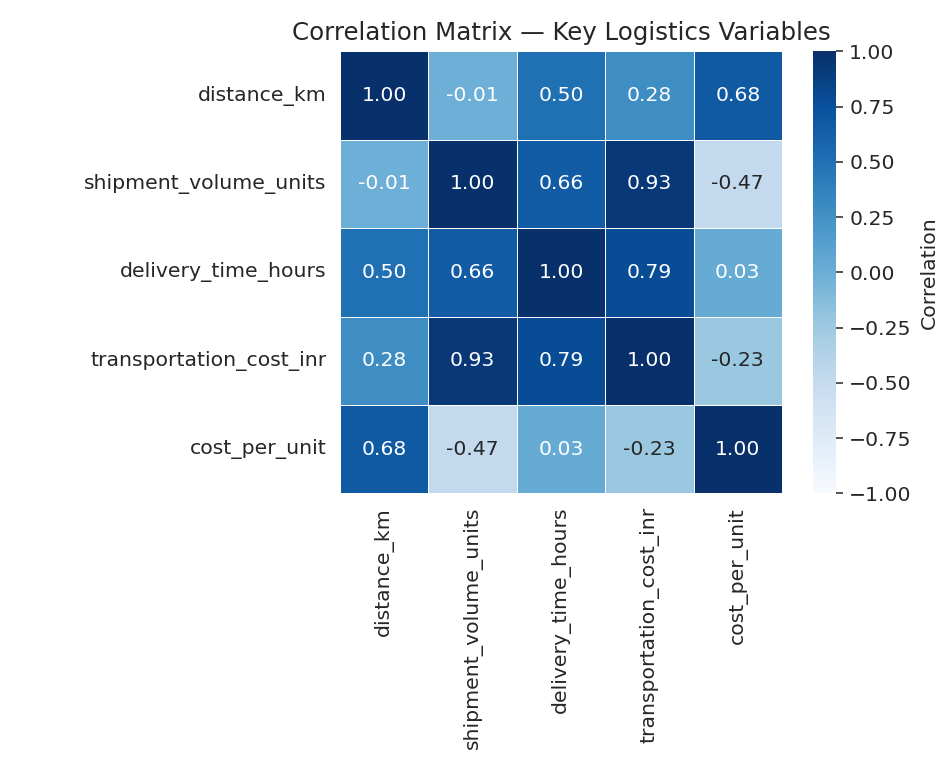 Correlation Matrix — Key Logistics Variables
distance_km 1.00 -0.01 0.50 0.28 0.68
shipment_volume_units -0.01 1.00 0.66 0.93 -0.47
delivery_time_hours 0.50 0.66 1.00 0.79 0.03
transportation_cost_inr 0.28 0.93 0.79 1.00 -0.23
cost_per_unit 0.68 -0.47 0.03 -0.23 1.00
distance_km
shipment_volume_units
delivery_time_hours
transportation_cost_inr
cost_per_unit
1.00
0.75
0.50
0.25
0.00
−0.25
−0.50
−0.75
−1.00
Correlation